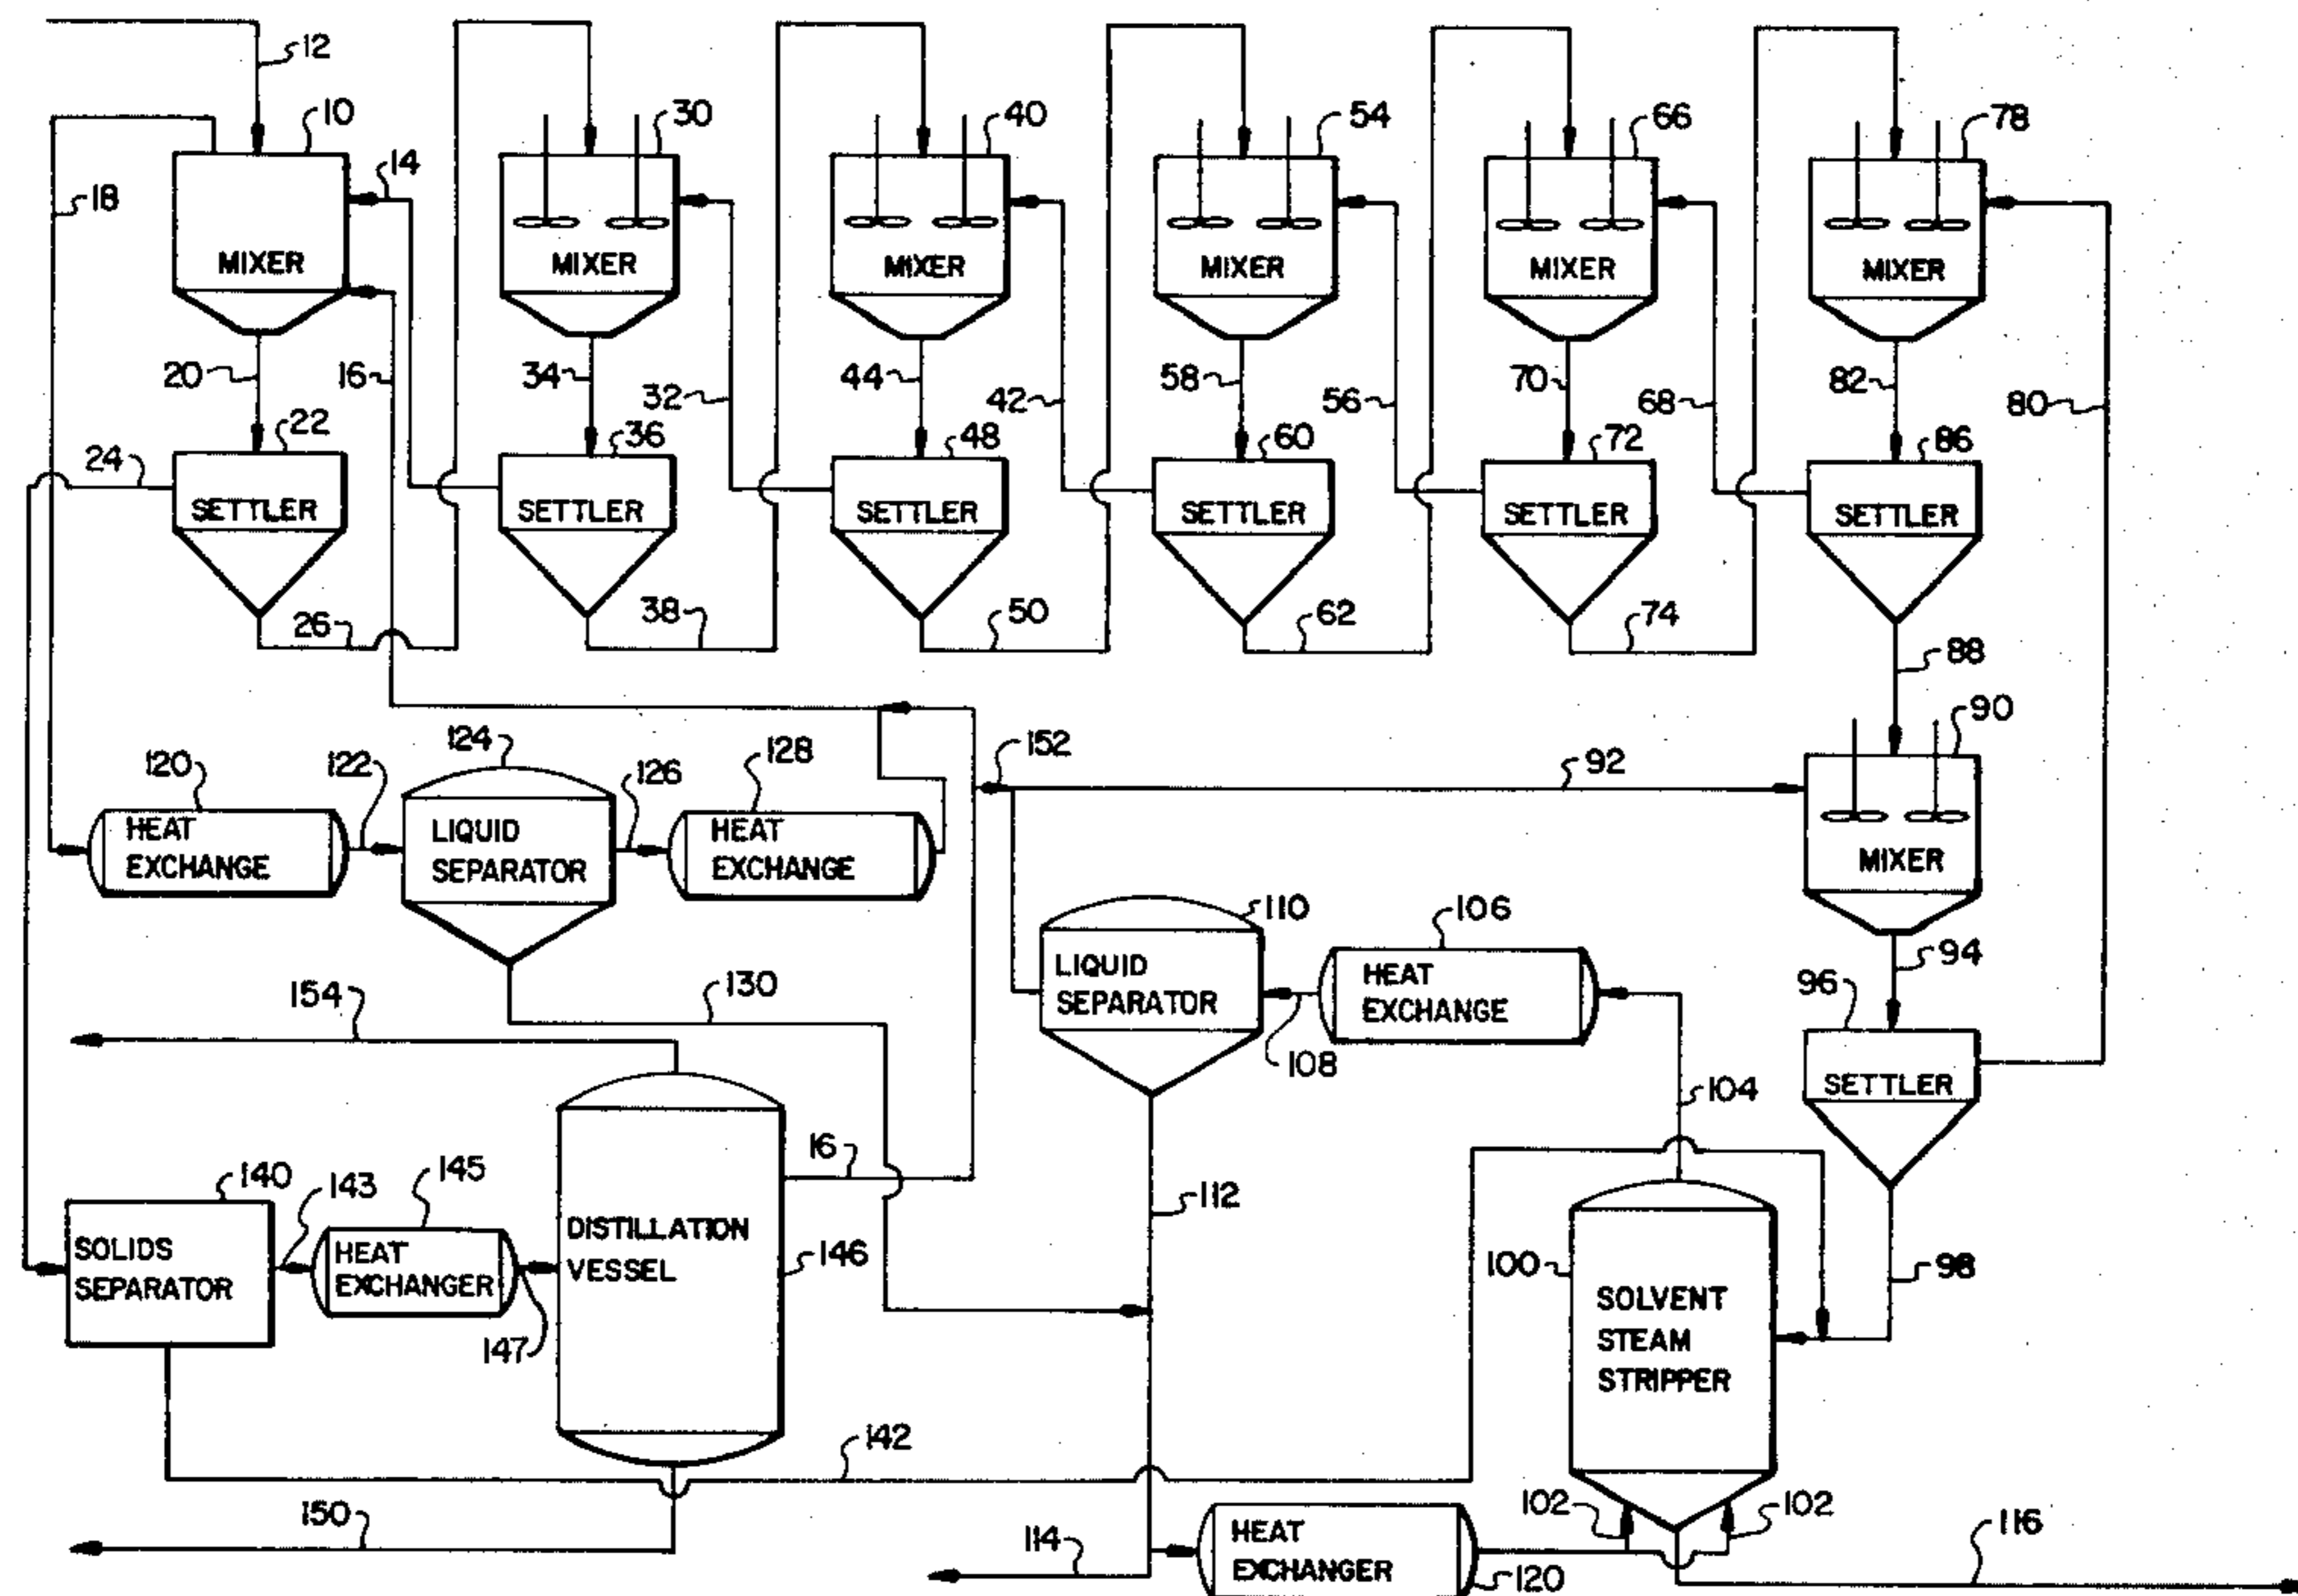 12
10
30
40
54
66
78
14
18
MIXER
MIXER
MIXER
MIXER
MIXER
MIXER
20
16
34
32
44
42
58
56
70
68
82
80
22
36
48
60
72
86
24
SETTLER
SETTLER
SETTLER
SETTLER
SETTLER
SETTLER
26
38
50
62
74
88
90
124
152
92
120
122
126
128
HEAT
EXCHANGE
LIQUID
SEPARATOR
HEAT
EXCHANGE
MIXER
110
106
94
LIQUID
SEPARATOR
HEAT
EXCHANGE
96
154
130
108
104
SETTLER
16
112
140
143
145
SOLIDS
SEPARATOR
HEAT
EXCHANGER
147
DISTILLATION
VESSEL
146
100
98
SOLVENT
STEAM
STRIPPER
142
150
102
102
114
HEAT
EXCHANGER
120
116